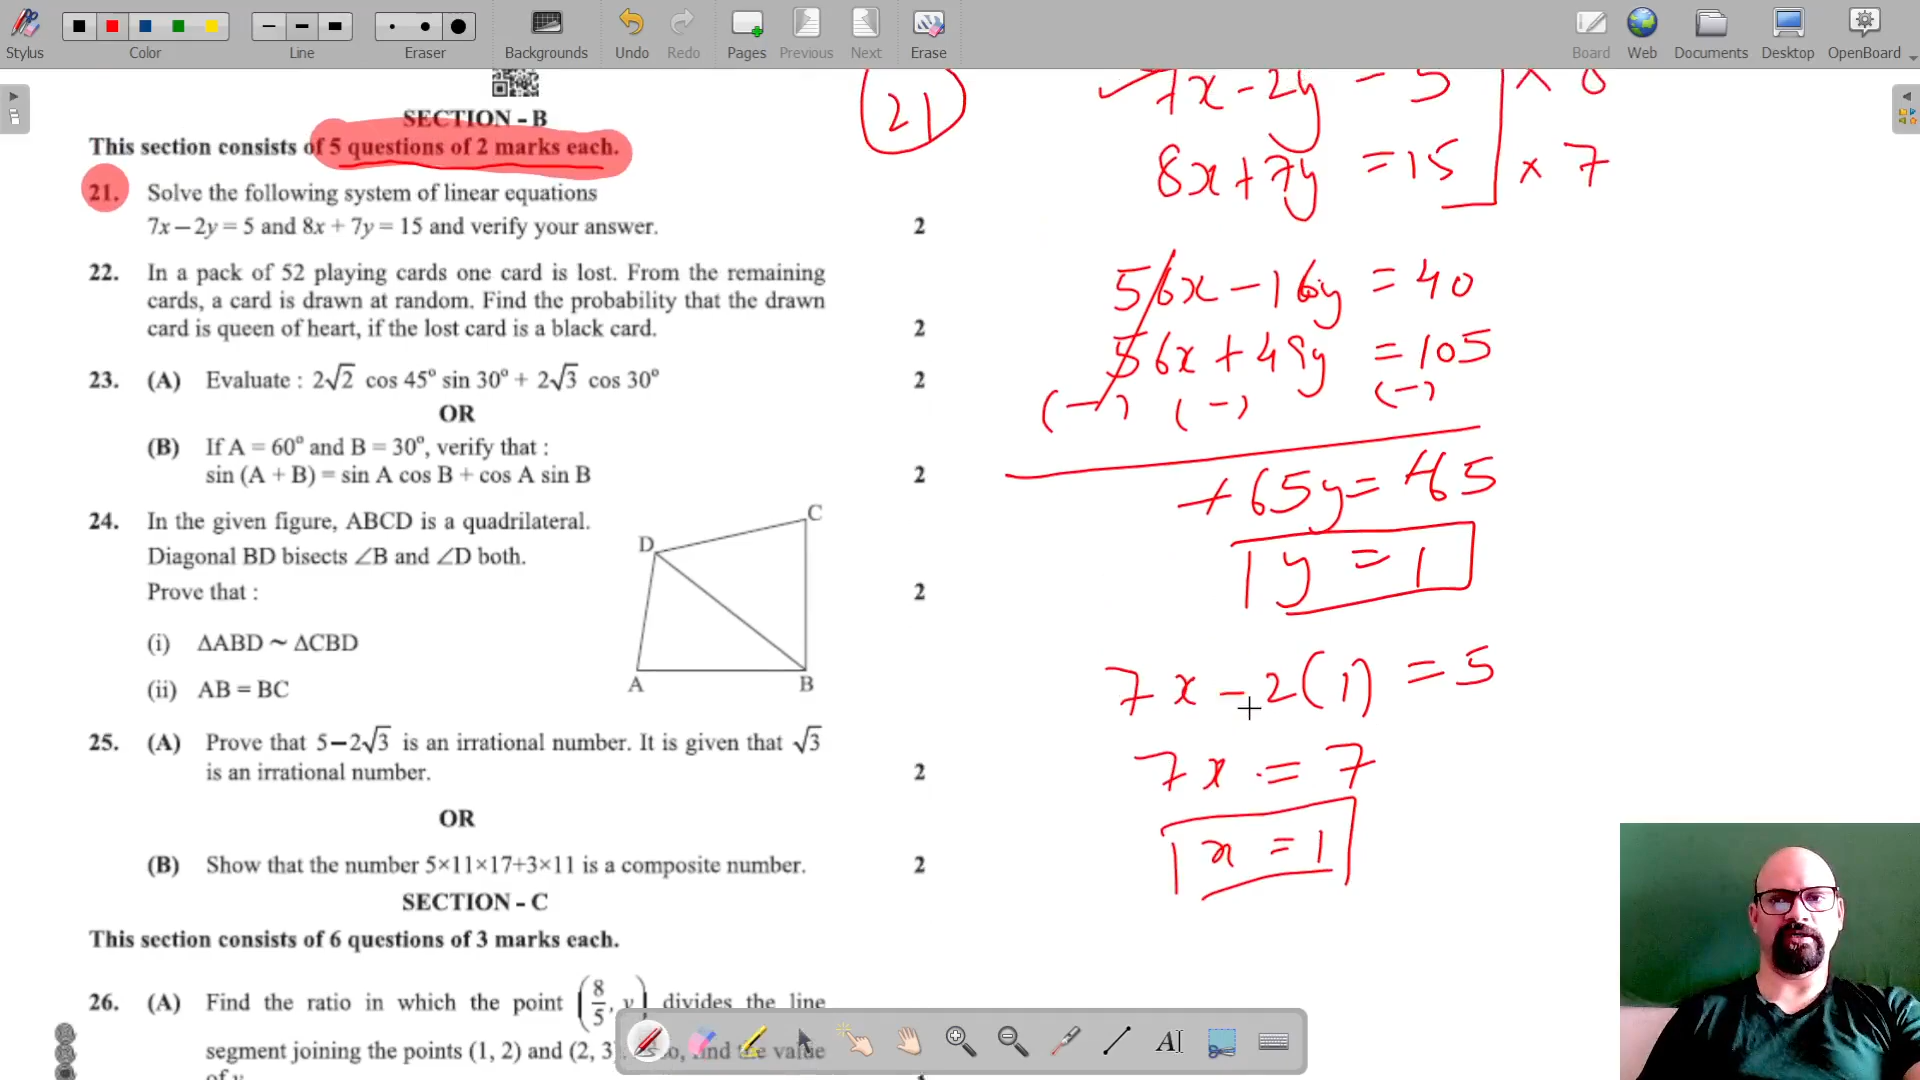 Stylus
Color
Line
Eraser
Backgrounds
Undo
Redo
Pages
Previous
Next
Erase
Board
Web
Documents
Desktop
OpenBoard
SECTION - B
This section consists of 5 questions of 2 marks each.
21. Solve the following system of linear equations
7x – 2y = 5 and 8x + 7y = 15 and verify your answer. 2
22. In a pack of 52 playing cards one card is lost. From the remaining
cards, a card is drawn at random. Find the probability that the drawn
card is queen of heart, if the lost card is a black card. 2
23. (A) Evaluate : 2√2 cos 45° sin 30° + 2√3 cos 30° 2
OR
(B) If A = 60° and B = 30°, verify that :
sin (A + B) = sin A cos B + cos A sin B 2
24. In the given figure, ABCD is a quadrilateral.
Diagonal BD bisects ∠B and ∠D both.
Prove that : 2
(i) ΔABD ~ ΔCBD
(ii) AB = BC
D
C
A
B
25. (A) Prove that 5 – 2√3 is an irrational number. It is given that √3
is an irrational number. 2
OR
(B) Show that the number 5×11×17+3×11 is a composite number. 2
SECTION - C
This section consists of 6 questions of 3 marks each.
26. (A) Find the ratio in which the point (8/5, y) divides the line
segment joining the points (1, 2) and (2, 3). find the value
of y.
21
7x - 2y = 5
8x + 7y = 15 × 7
56x - 16y = 40
56x + 49y = 105
(-) (-) (-)
+65y = +65
y = 1
7x - 2(1) = 5
7x = 7
x = 1